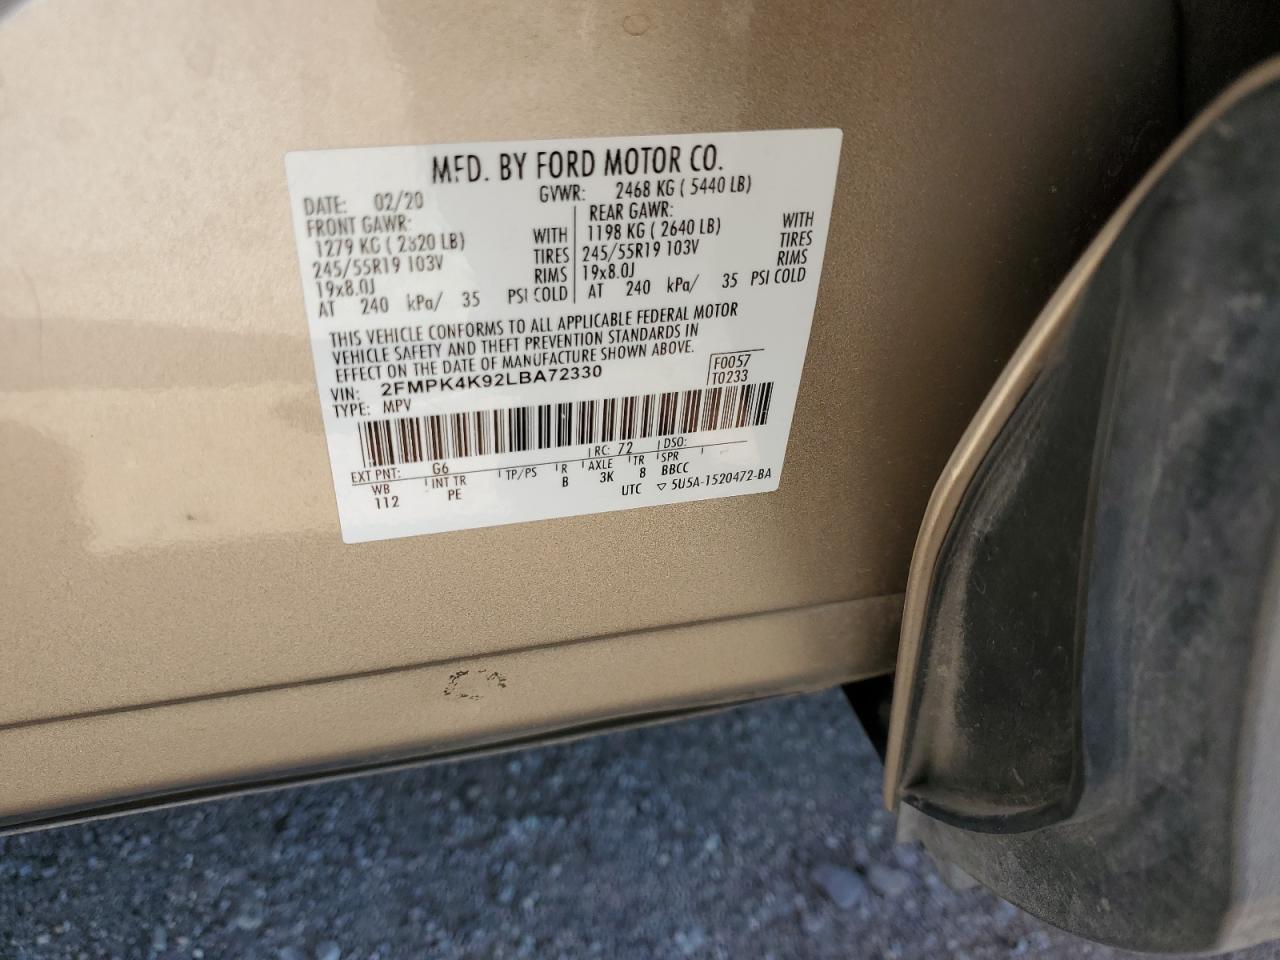 MFD. BY FORD MOTOR CO.
DATE: 02/20 GVWR: 2468 KG ( 5440 LB)
FRONT GAWR: REAR GAWR:
1279 KG ( 2820 LB) WITH 1198 KG ( 2640 LB) WITH
245/55R19 103V TIRES 245/55R19 103V TIRES
19x8.0J RIMS 19x8.0J RIMS
AT 240 kPa/ 35 PSI COLD AT 240 kPa/ 35 PSI COLD
THIS VEHICLE CONFORMS TO ALL APPLICABLE FEDERAL MOTOR
VEHICLE SAFETY AND THEFT PREVENTION STANDARDS IN
EFFECT ON THE DATE OF MANUFACTURE SHOWN ABOVE.
VIN: 2FMPK4K92LBA72330 F0057
TYPE: MPV T0233
EXT PNT: G6 RC: 72 DSO:
WB INT TR TP/PS R AXLE TR SPR
112 PE B 3K 8 BBCC
UTC ▽ 5U5A-1520472-BA